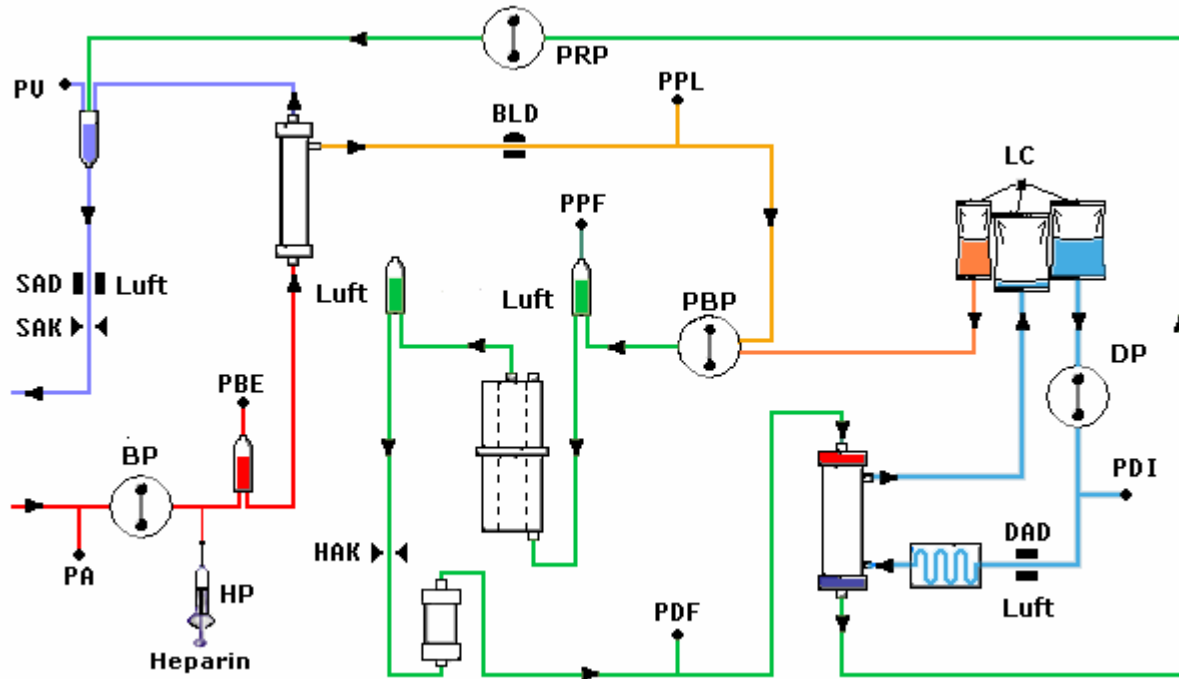 PRP
PV
PPL
BLD
LC
PPF
SAD
Luft
Luft
Luft
PBP
SAK
DP
PBE
BP
PDI
HAK
DAD
PA
HP
PDF
Luft
Heparin